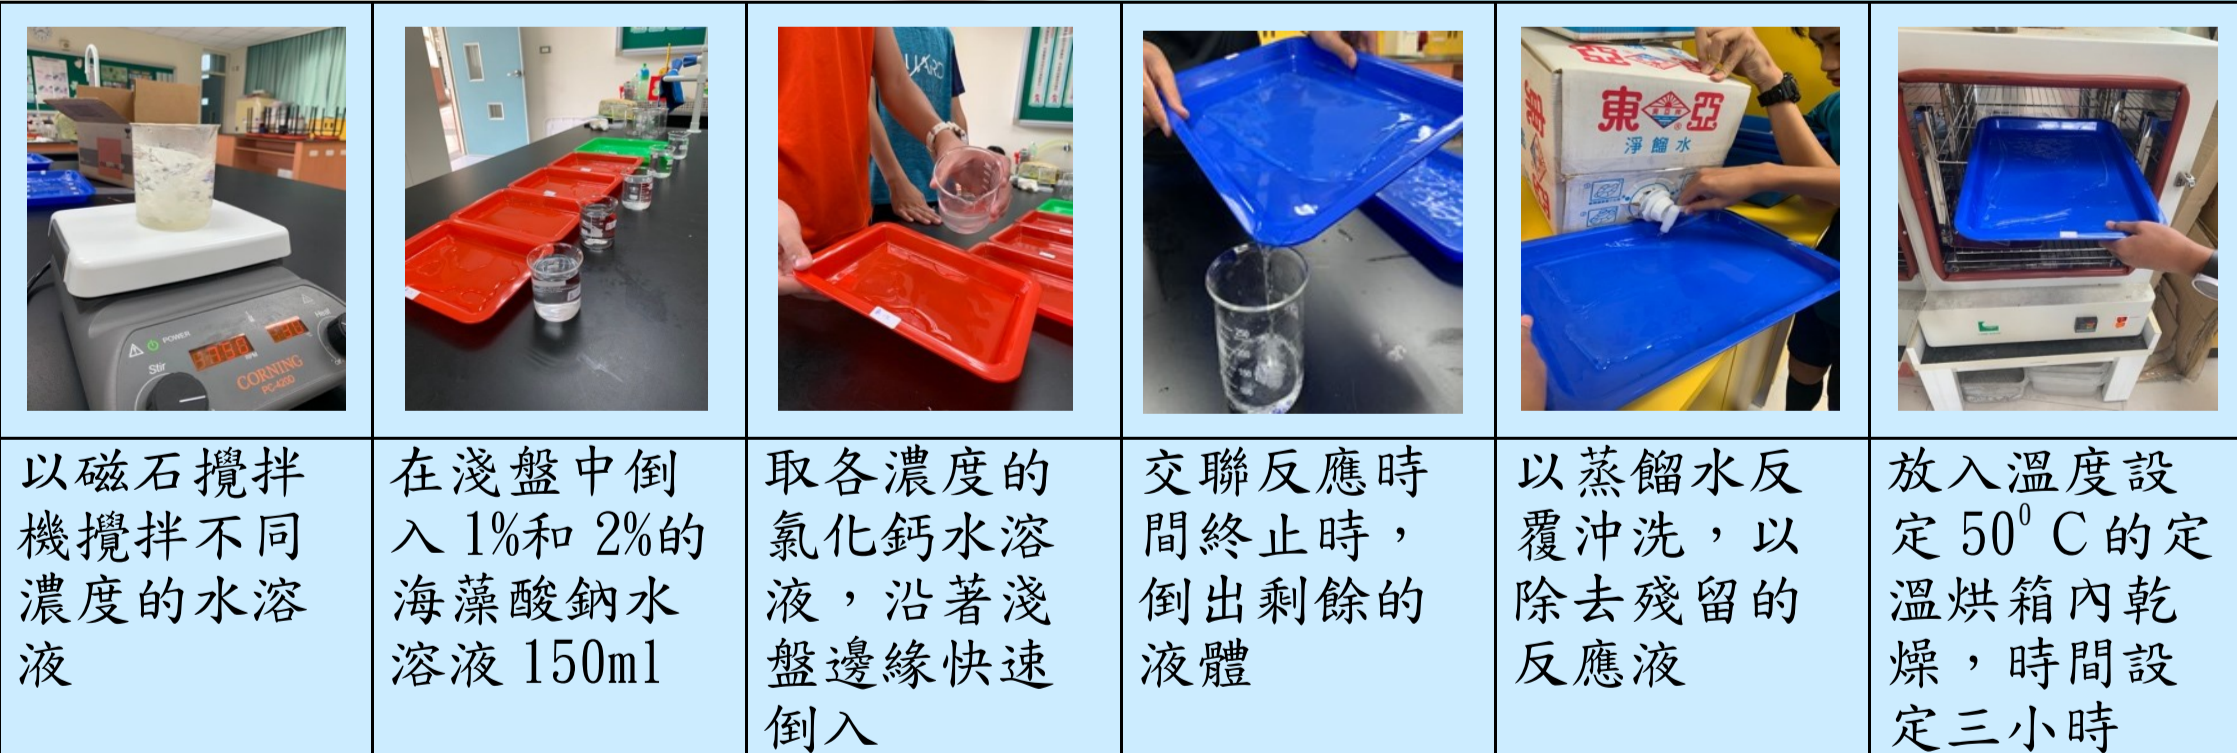 POWER
Stir
Heat
RPM
CORNING
PC-420D
東亞
淨餾水
以磁石攪拌
機攪拌不同
濃度的水溶
液
在淺盤中倒
入 1%和 2%的
海藻酸鈉水
溶液 150ml
取各濃度的
氯化鈣水溶
液，沿著淺
盤邊緣快速
倒入
交聯反應時
間終止時，
倒出剩餘的
液體
以蒸餾水反
覆沖洗，以
除去殘留的
反應液
放入溫度設
定 50⁰ C 的定
溫烘箱內乾
燥，時間設
定三小時